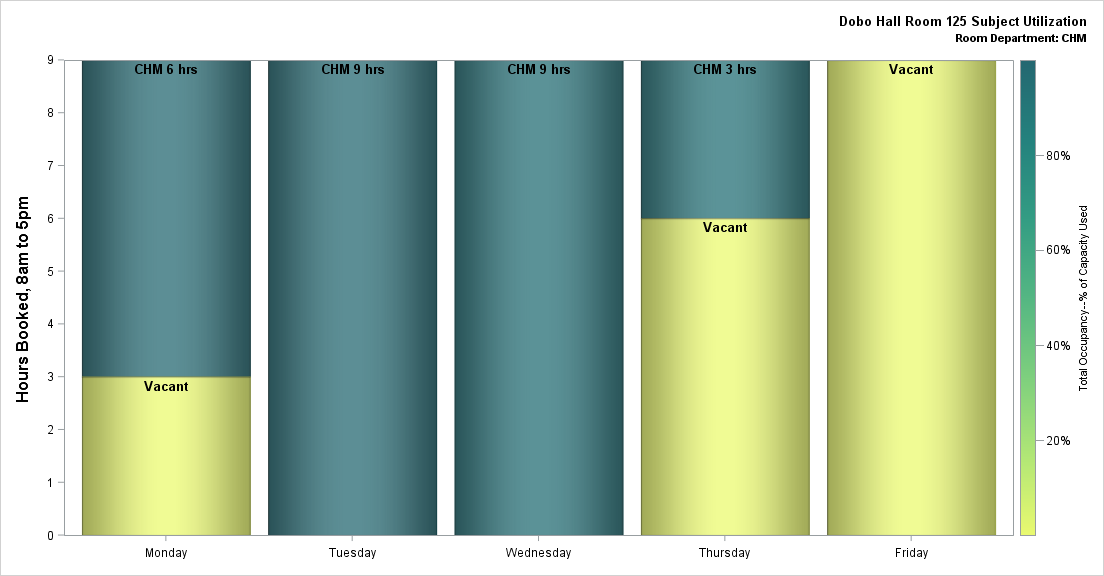 Dobo Hall Room 125 Subject Utilization
Room Department: CHM
Hours Booked, 8am to 5pm
9
8
7
6
5
4
3
2
1
0
CHM 6 hrs
Vacant
CHM 9 hrs
CHM 9 hrs
CHM 3 hrs
Vacant
Vacant
Monday
Tuesday
Wednesday
Thursday
Friday
80%
60%
40%
20%
Total Occupancy--% of Capacity Used